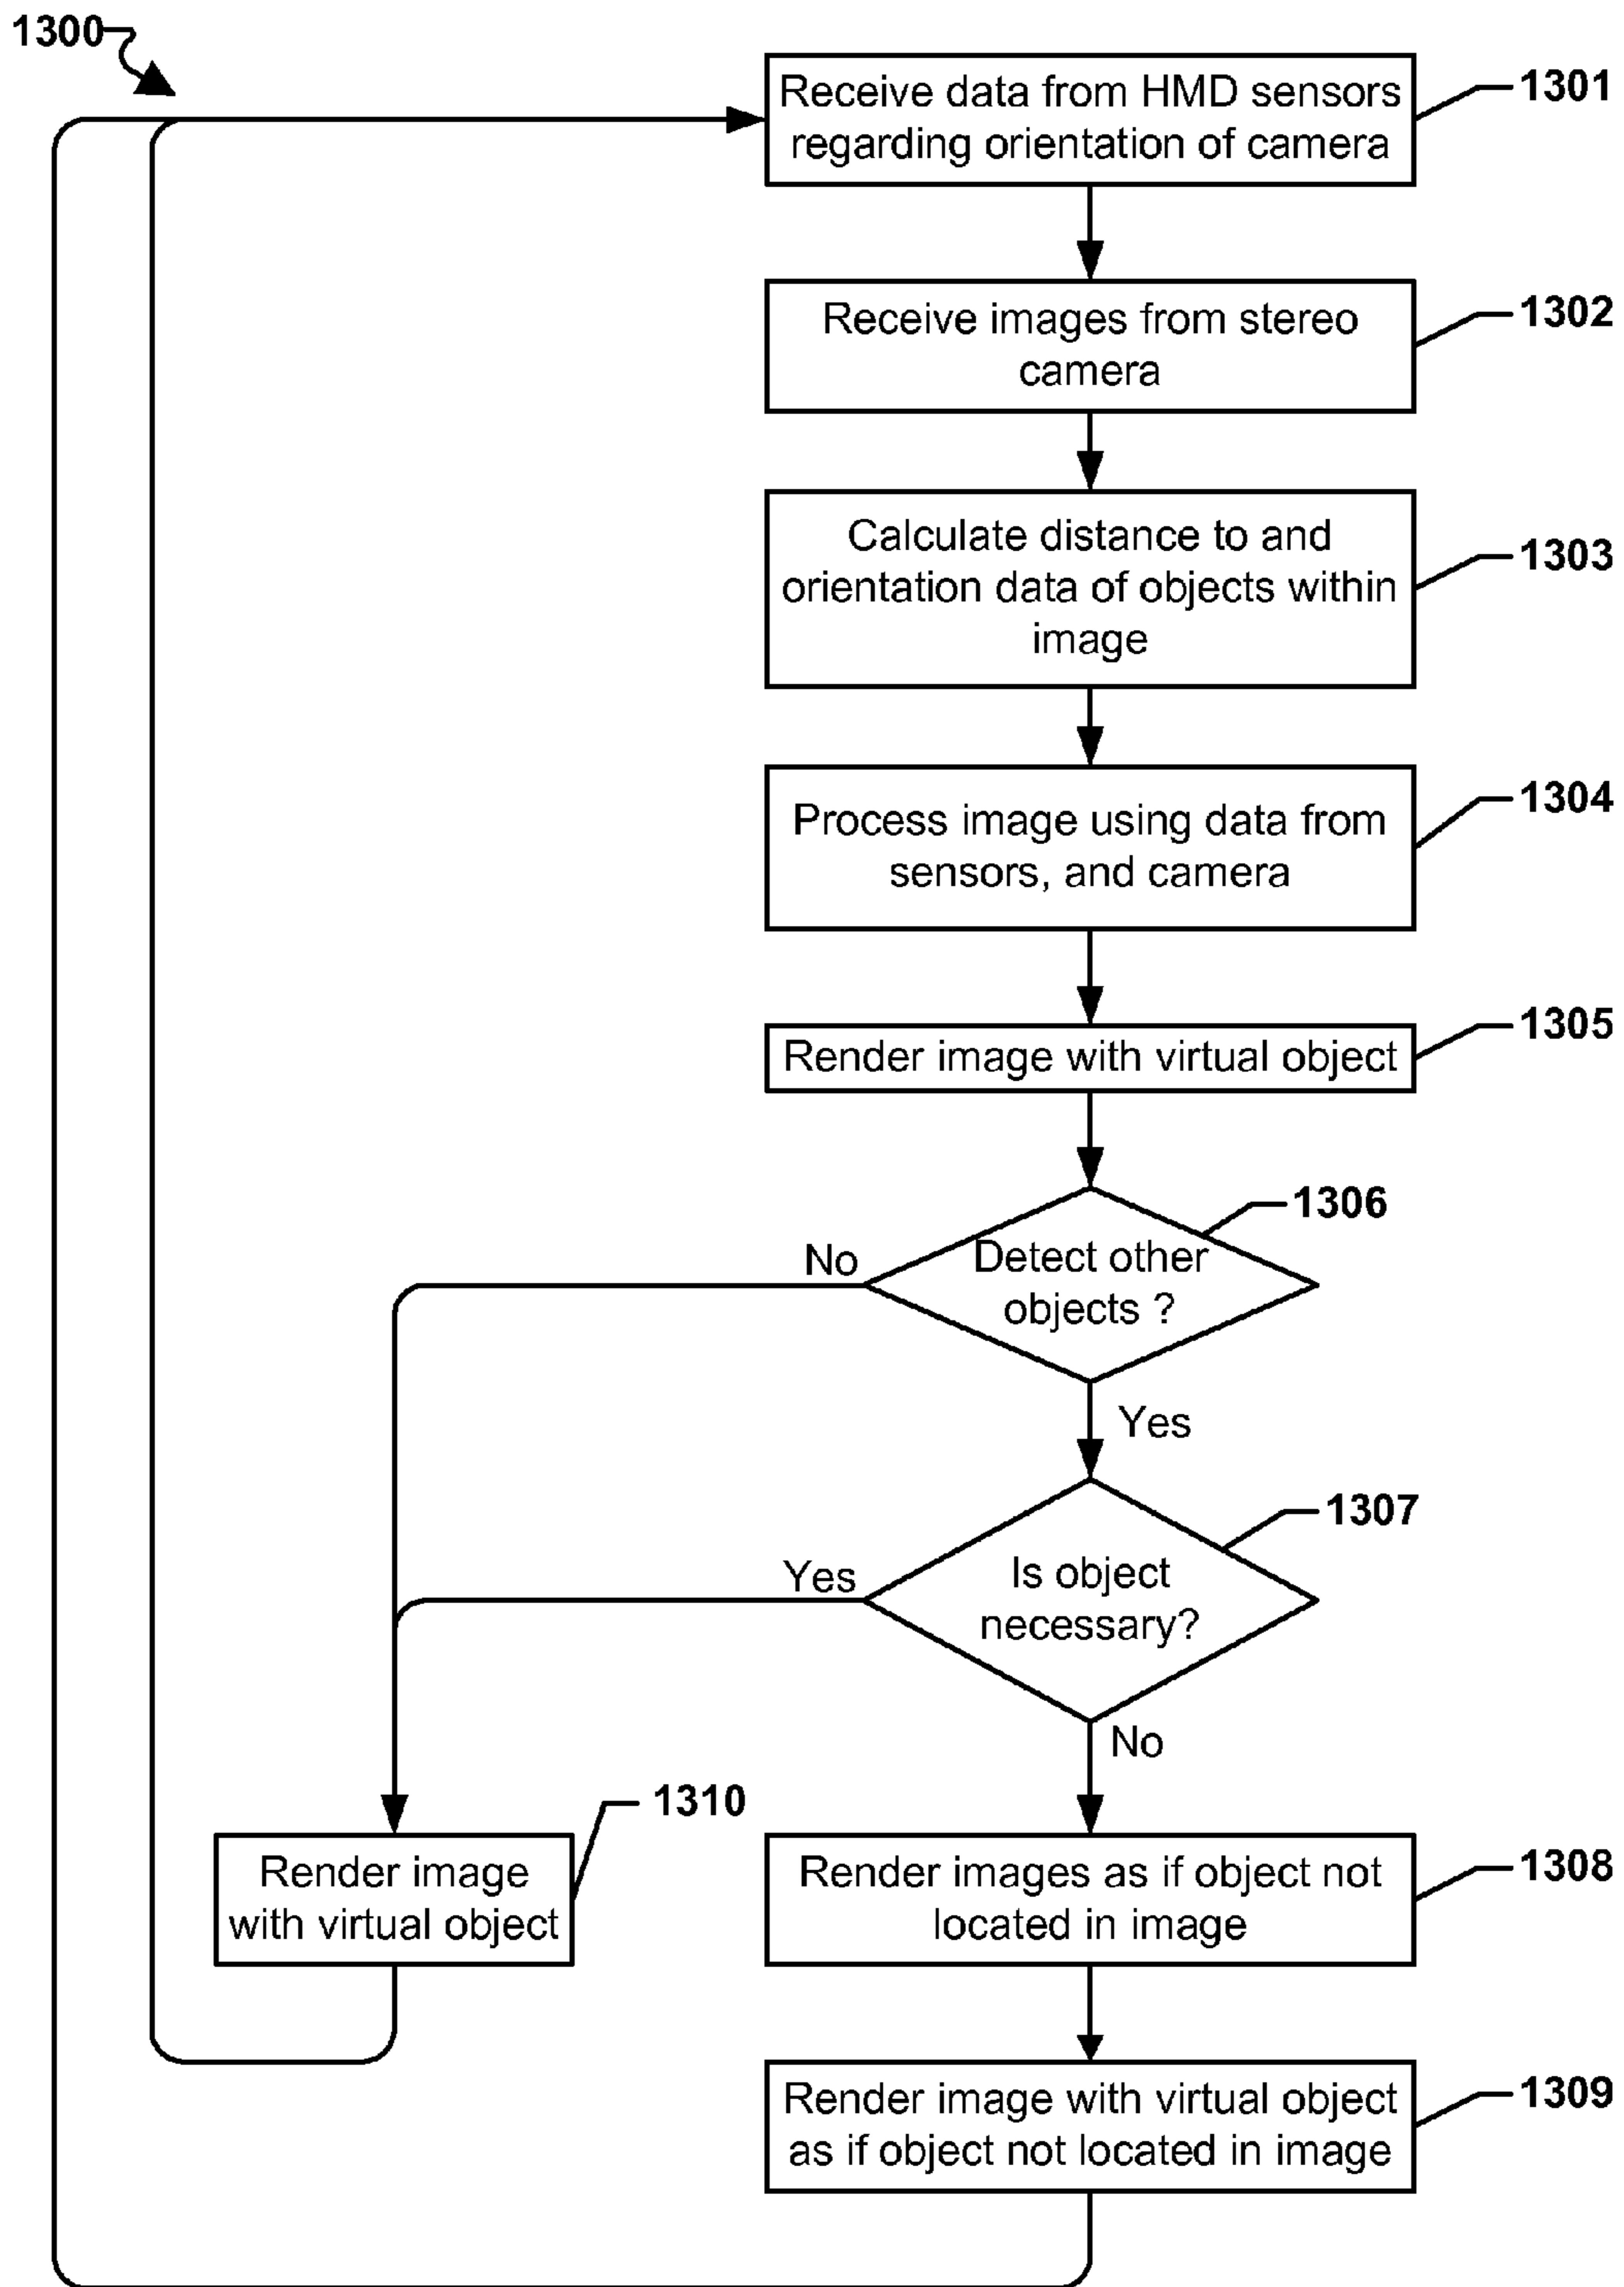 1300
Receive data from HMD sensors
regarding orientation of camera
1301
Receive images from stereo
camera
1302
Calculate distance to and
orientation data of objects within
image
1303
Process image using data from
sensors, and camera
1304
Render image with virtual object
1305
Detect other
objects ?
1306
No
Yes
Is object
necessary?
1307
Yes
No
Render image
with virtual object
1310
Render images as if object not
located in image
1308
Render image with virtual object
as if object not located in image
1309